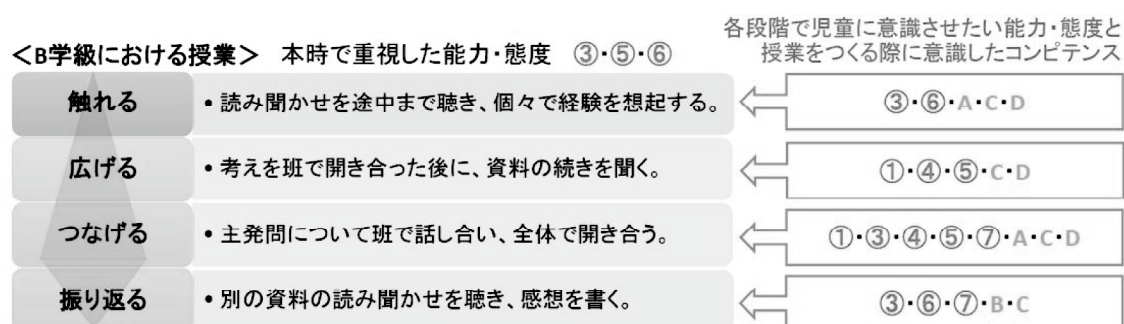 各段階で児童に意識させたい能力・態度と
授業をつくる際に意識したコンピテンス
＜B学級における授業＞ 本時で重視した能力・態度 ③・⑤・⑥
触れる • 読み聞かせを途中まで聴き、個々で経験を想起する。 ③・⑥・A・C・D
広げる • 考えを班で開き合った後に、資料の続きを聞く。 ①・④・⑤・C・D
つなげる • 主発問について班で話し合い、全体で開き合う。 ①・③・④・⑤・⑦・A・C・D
振り返る • 別の資料の読み聞かせを聴き、感想を書く。 ③・⑥・⑦・B・C